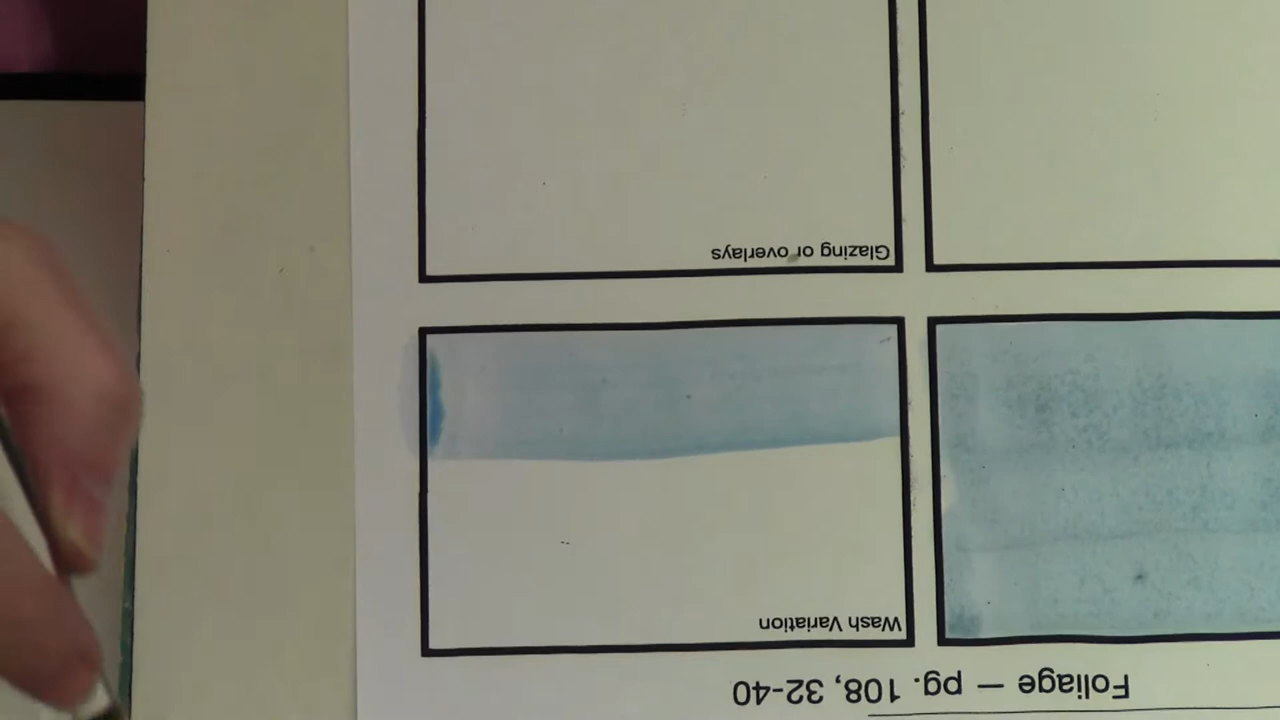 Foliage — pg. 108, 32-40
Wash Variation
Glazing or overlays